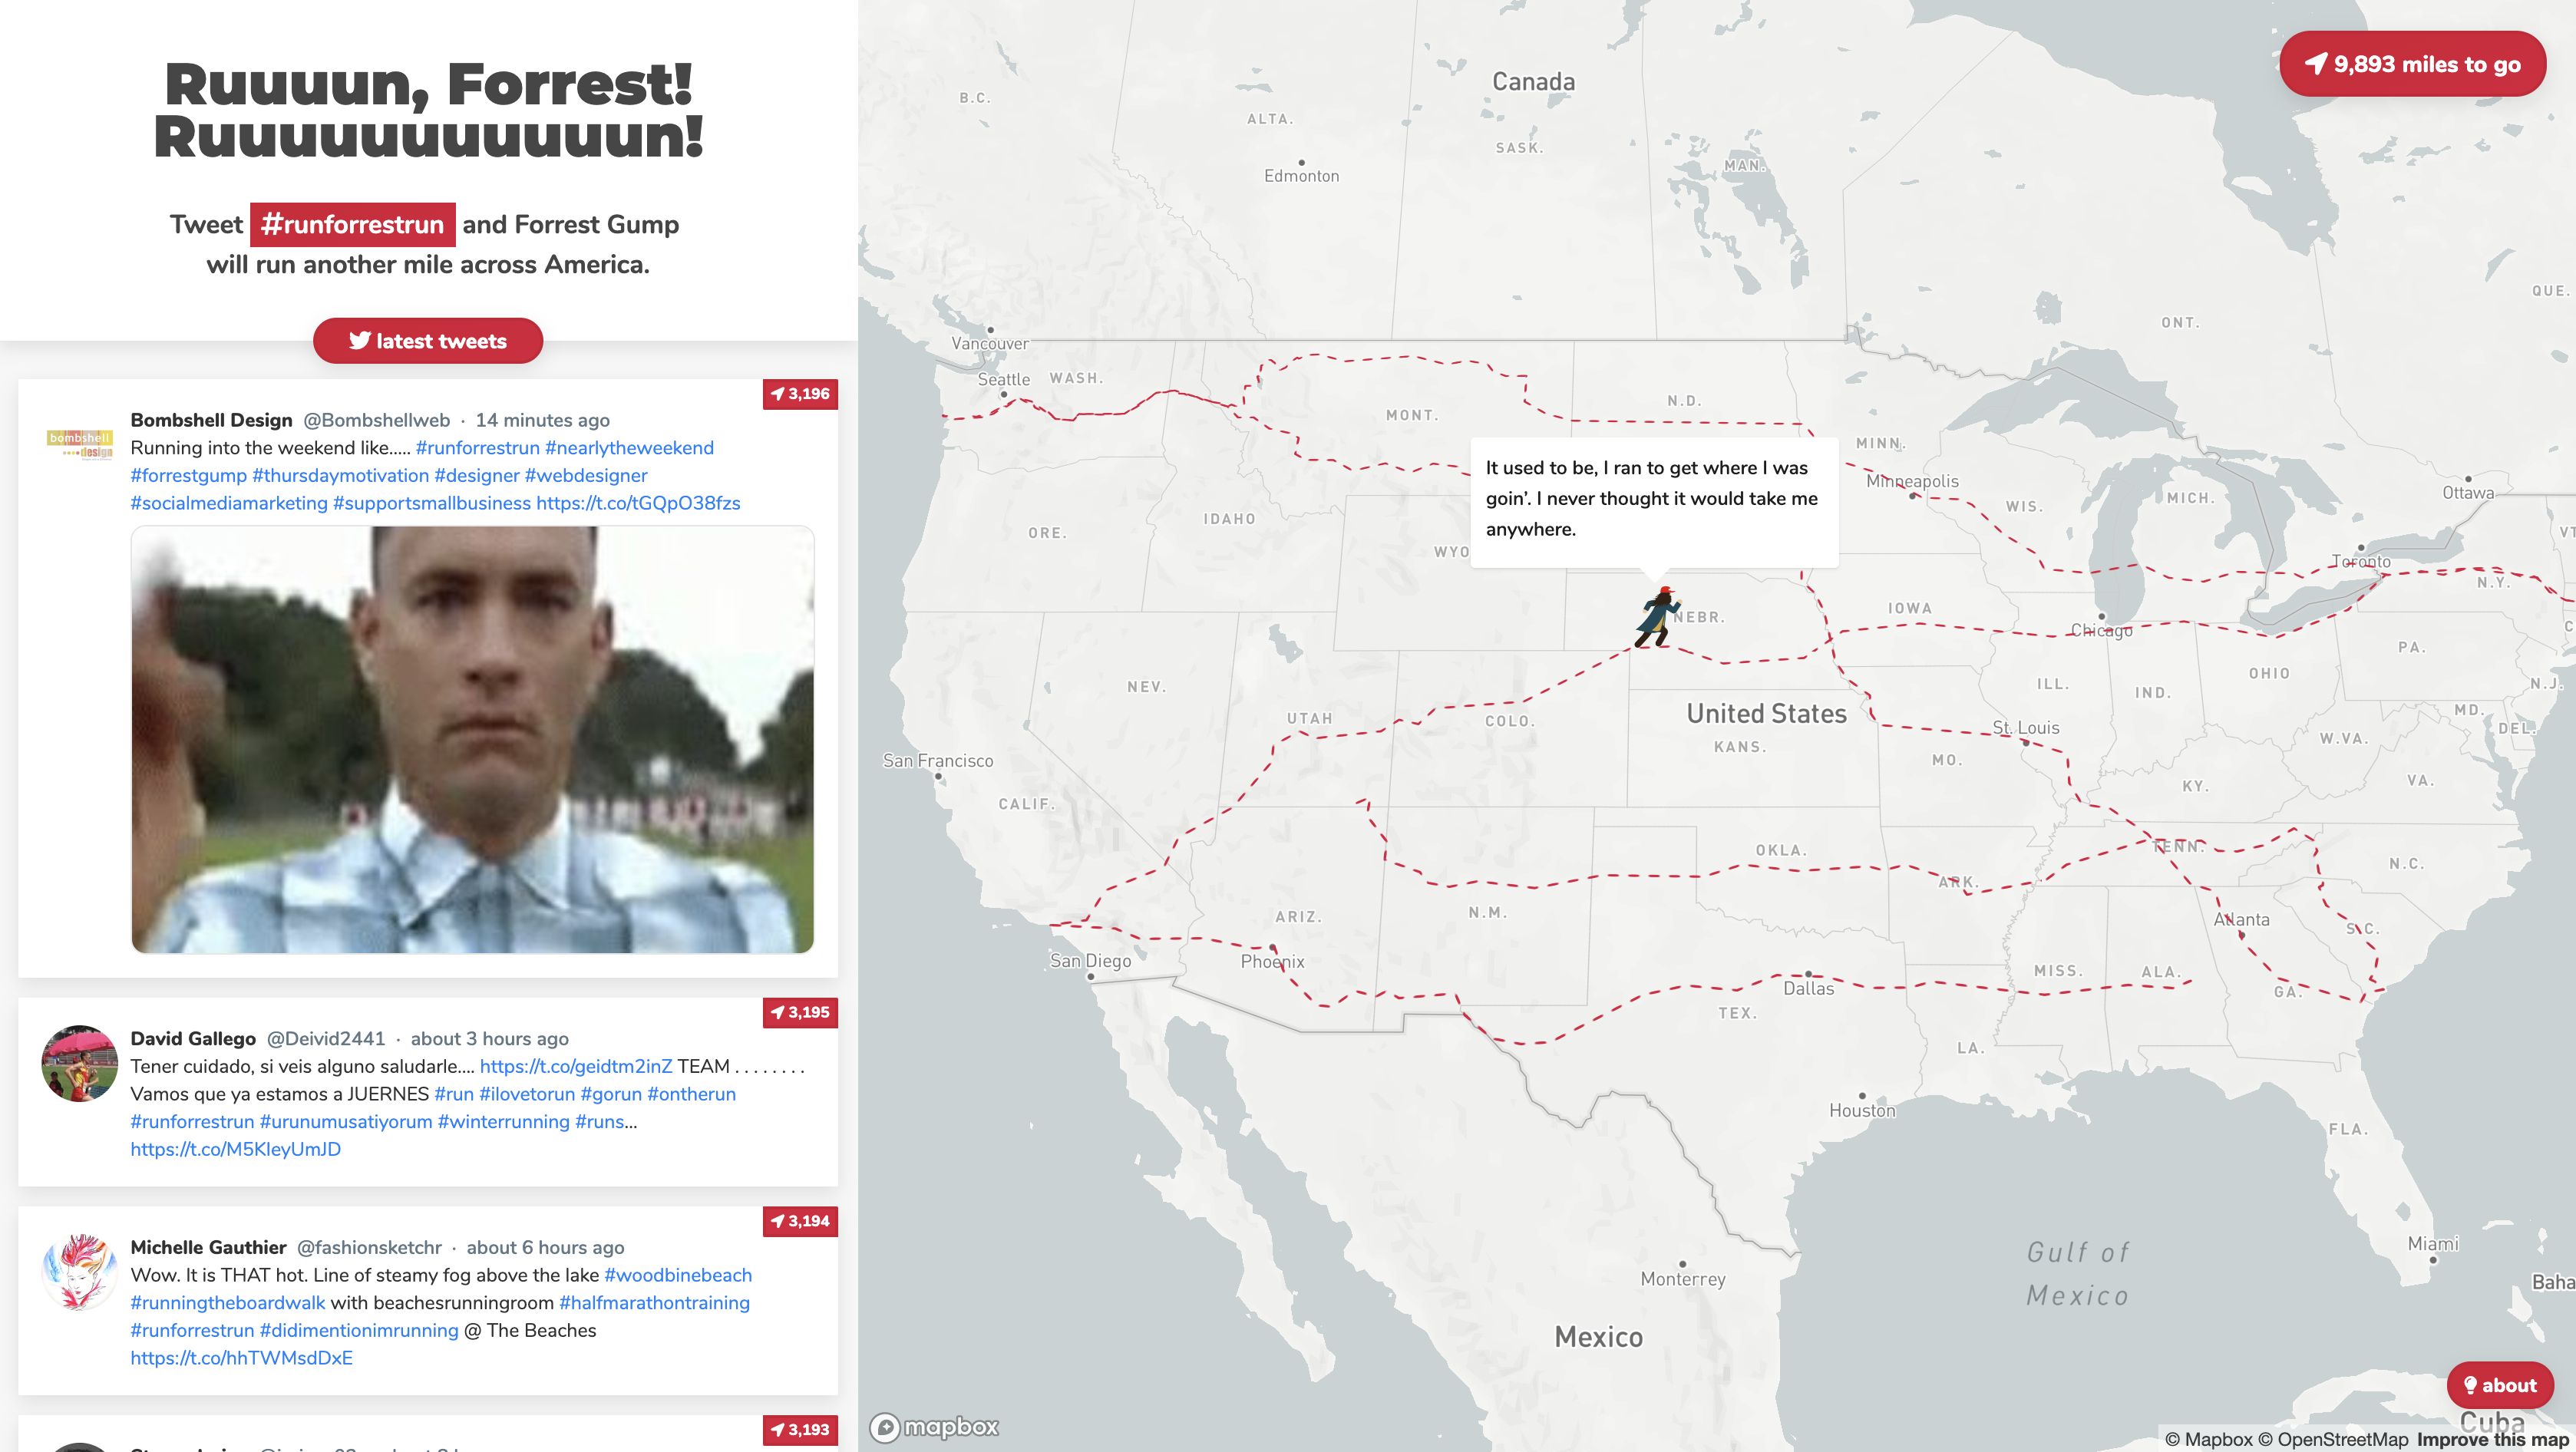 Ruuuun, Forrest!
Ruuuuuuuuuuun!
Tweet #runforrestrun and Forrest Gump
will run another mile across America.
latest tweets
3,196
Bombshell Design @Bombshellweb · 14 minutes ago
bombshell
design
Running into the weekend like..... #runforrestrun #nearlytheweekend
#forrestgump #thursdaymotivation #designer #webdesigner
#socialmediamarketing #supportsmallbusiness https://t.co/tGQpO38fzs
3,195
David Gallego @Deivid2441 · about 3 hours ago
Tener cuidado, si veis alguno saludarle.... https://t.co/geidtm2inZ TEAM . . . . . . . .
Vamos que ya estamos a JUERNES #run #ilovetorun #gorun #ontherun
#runforrestrun #urunumusatiyorum #winterrunning #runs...
https://t.co/M5KIeyUmJD
3,194
Michelle Gauthier @fashionsketchr · about 6 hours ago
Wow. It is THAT hot. Line of steamy fog above the lake #woodbinebeach
#runningtheboardwalk with beachesrunningroom #halfmarathontraining
#runforrestrun #didimentionimrunning @ The Beaches
https://t.co/hhTWMsdDxE
3,193
9,893 miles to go
Canada
B.C.
ALTA.
SASK.
MAN.
Edmonton
QUE.
ONT.
Vancouver
Seattle
WASH.
MONT.
N.D.
MINN.
Minneapolis
WIS.
MICH.
Ottawa
VT
Toronto
N.Y.
It used to be, I ran to get where I was
goin’. I never thought it would take me
anywhere.
ORE.
IDAHO
WYO
NEBR.
IOWA
Chicago
PA.
OHIO
N.J.
NEV.
UTAH
COLO.
United States
KANS.
ILL.
IND.
MD.
DEL.
St. Louis
W.VA.
San Francisco
MO.
KY.
VA.
CALIF.
OKLA.
TENN.
N.C.
ARK.
ARIZ.
N.M.
Atlanta
S.C.
San Diego
Phoenix
Dallas
MISS.
ALA.
GA.
TEX.
LA.
Houston
FLA.
Miami
Gulf of
Mexico
Monterrey
Baha
Mexico
about
Cuba
mapbox
© Mapbox © OpenStreetMap Improve this map